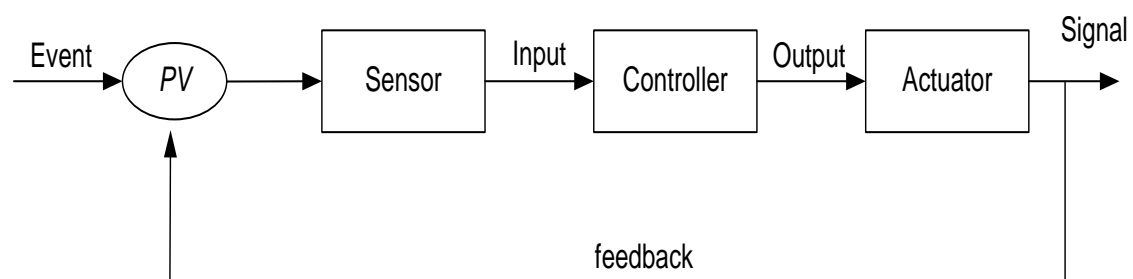 Event
PV
Sensor
Input
Controller
Output
Actuator
Signal
feedback